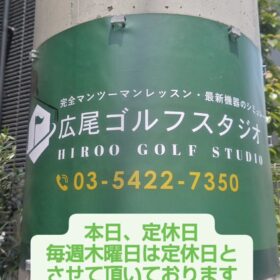 完全マンツーマンレッスン・最新機器のシミュ
広尾ゴルフスタジオ
HIROO GOLF STUDIO
03-5422-7350
本日、定休日
毎週木曜日は定休日と
させて頂いております